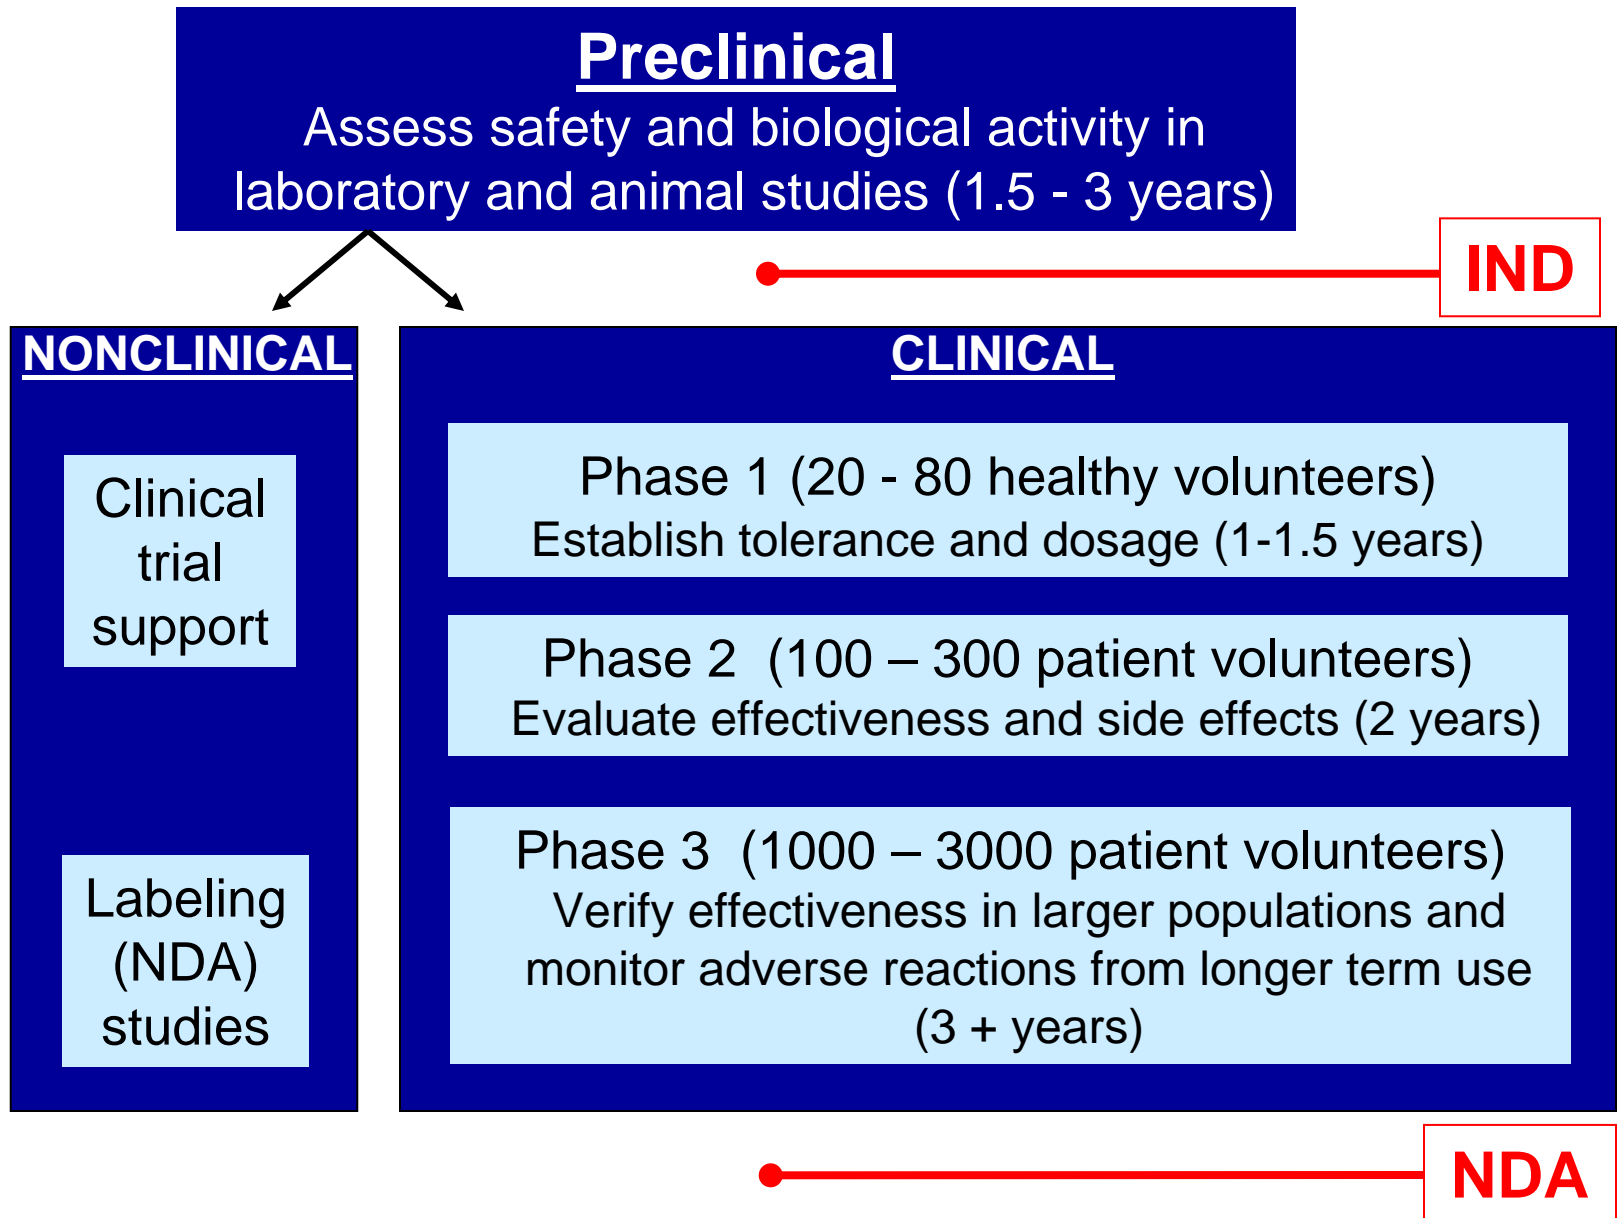 Preclinical
Assess safety and biological activity in
laboratory and animal studies (1.5 - 3 years)
IND
NONCLINICAL
Clinical
trial
support
Labeling
(NDA)
studies
CLINICAL
Phase 1 (20 - 80 healthy volunteers)
Establish tolerance and dosage (1-1.5 years)
Phase 2 (100 – 300 patient volunteers)
Evaluate effectiveness and side effects (2 years)
Phase 3 (1000 – 3000 patient volunteers)
Verify effectiveness in larger populations and
monitor adverse reactions from longer term use
(3 + years)
NDA